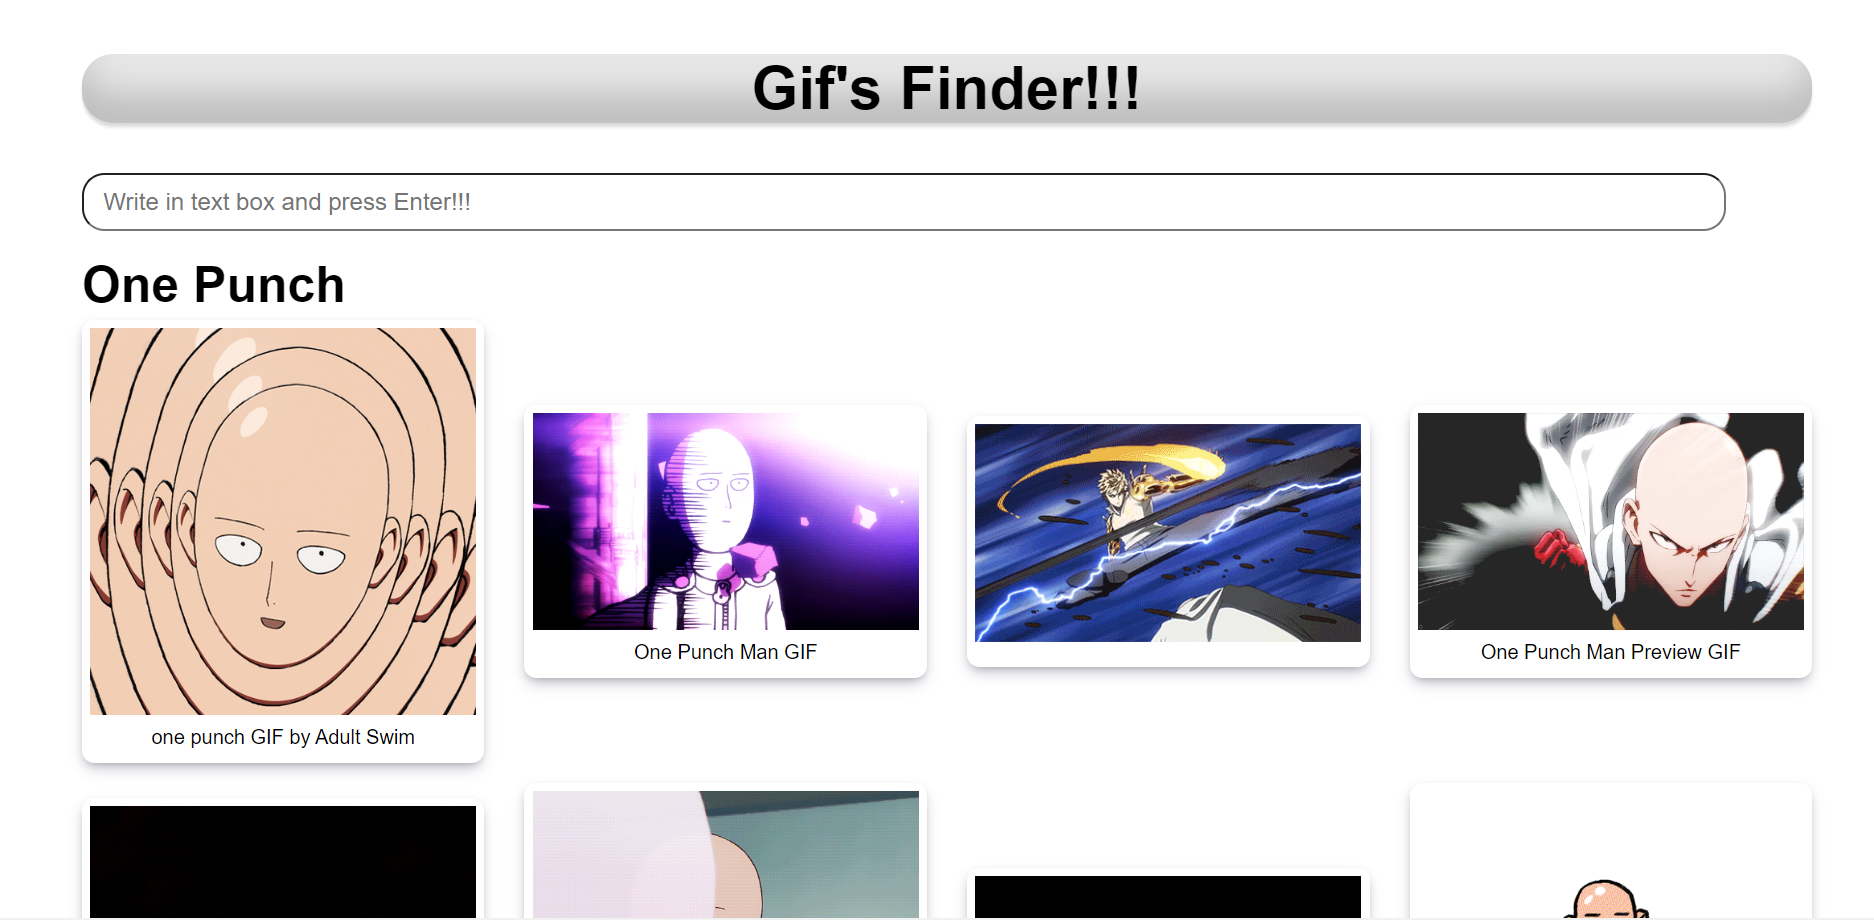 Gif's Finder!!!
Write in text box and press Enter!!!
One Punch
one punch GIF by Adult Swim
One Punch Man GIF
One Punch Man Preview GIF